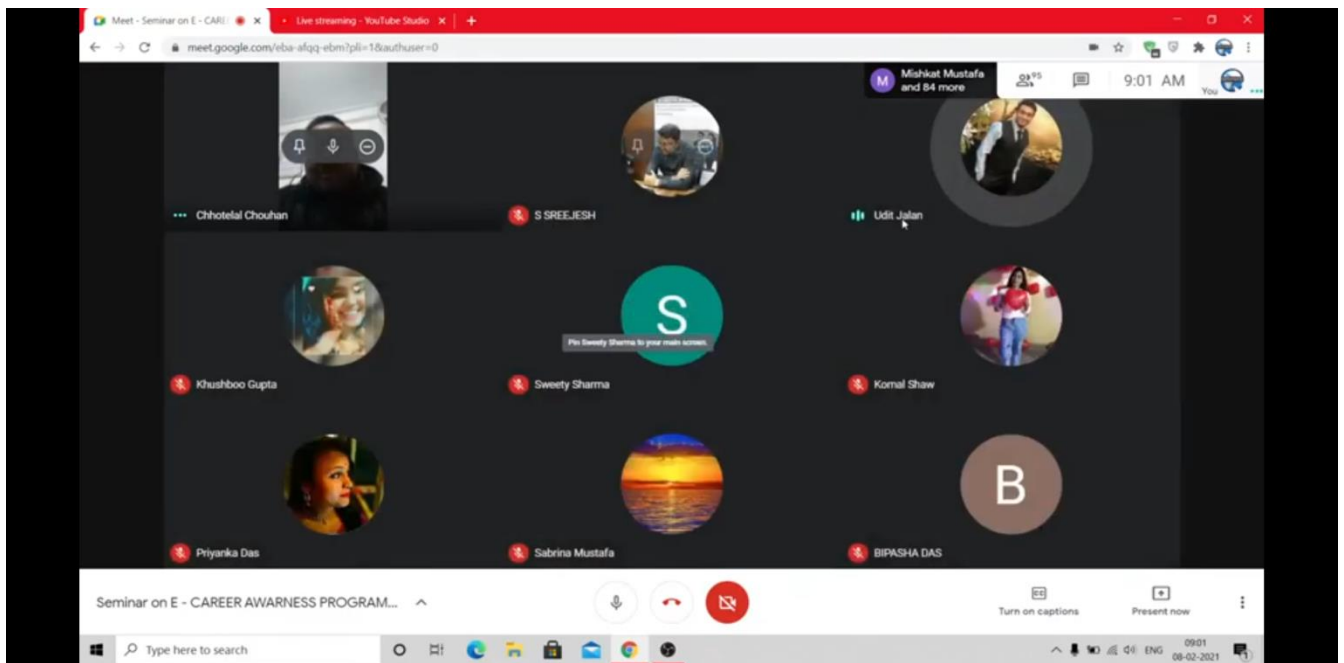 Meet - Seminar on E - CARE
Live streaming - YouTube Studio
meet.google.com/eba-afqq-ebm?pli=1&authuser=0
M
Mishkat Mustafa
and 84 more
95
9:01 AM
You
Chhotelal Chouhan
S SREEJESH
Udit Jalan
S
Pin Sweety Sharma to your main screen.
Khushboo Gupta
Sweety Sharma
Komal Shaw
B
Priyanka Das
Sabrina Mustafa
BIPASHA DAS
Seminar on E - CAREER AWARNESS PROGRAM...
CC
Turn on captions
Present now
Type here to search
ENG
09:01
08-02-2021